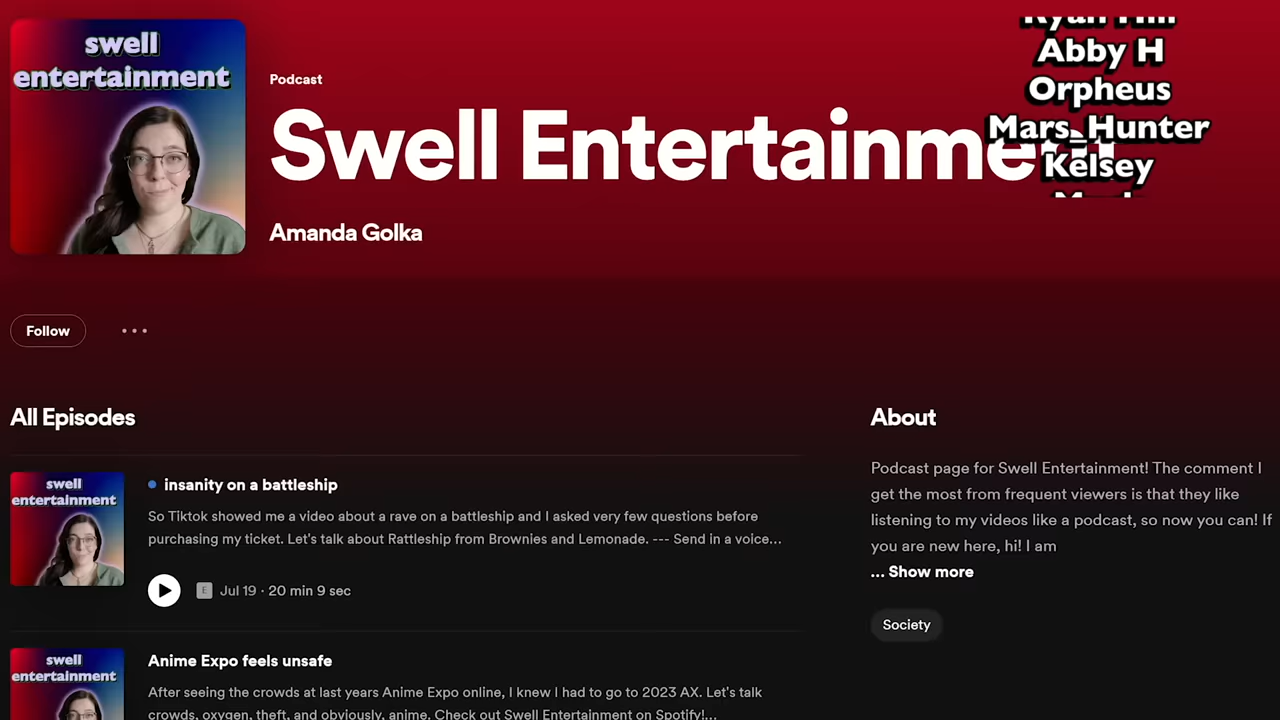 swell
entertainment
Podcast
Swell Entertainment
Amanda Golka
Ryan Hill
Abby H
Orpheus
Mars_Hunter
Kelsey
Follow
All Episodes
swell
entertainment
insanity on a battleship
So Tiktok showed me a video about a rave on a battleship and I asked very few questions before
purchasing my ticket. Let's talk about Rattleship from Brownies and Lemonade. --- Send in a voice...
E
Jul 19 · 20 min 9 sec
swell
entertainment
Anime Expo feels unsafe
After seeing the crowds at last years Anime Expo online, I knew I had to go to 2023 AX. Let's talk
crowds, oxygen, theft, and obviously, anime. Check out Swell Entertainment on Spotify!...
About
Podcast page for Swell Entertainment! The comment I
get the most from frequent viewers is that they like
listening to my videos like a podcast, so now you can! If
you are new here, hi! I am
... Show more
Society